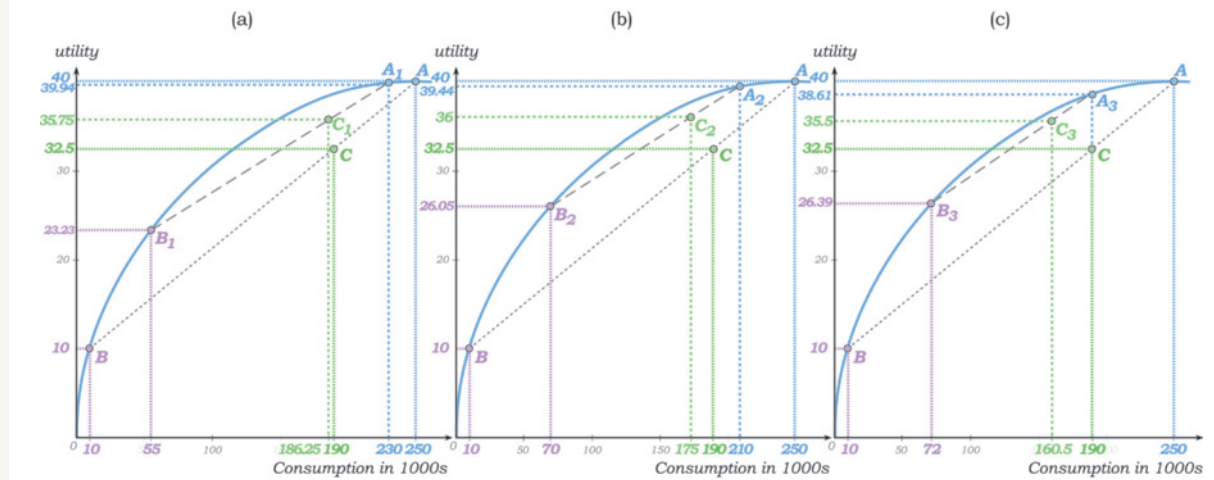 (a)
utility
40
39.94
35.75
32.5
30
23.23
20
10
A1
A
C1
C
B1
B
0
10
55
100
186.25
190
230
250
Consumption in 1000s
(b)
utility
40
39.44
36
32.5
30
26.05
20
10
A
A2
C2
C
B2
B
0
10
50
70
100
150
175
190
210
250
Consumption in 1000s
(c)
utility
40
38.61
35.5
32.5
30
26.39
20
10
A
A3
C3
C
B3
B
0
10
50
72
100
160.5
190
250
Consumption in 1000s